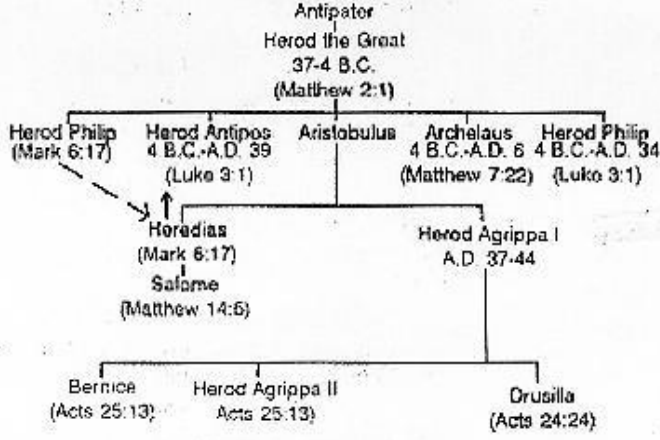 Antipater
Herod the Great
37-4 B.C.
(Matthew 2:1)
Herod Philip Herod Antipos Aristobulus Archelaus Herod Philip
(Mark 6:17) 4 B.C.-A.D. 39 4 B.C.-A.D. 6 4 B.C.-A.D. 34
(Luke 3:1) (Matthew 7:22) (Luke 3:1)
Heredias Herod Agrippa I
(Mark 6:17) A.D. 37-44
Salome
(Matthew 14:6)
Bernice Herod Agrippa II Drusilla
(Acts 25:13) Acts 25:13) (Acts 24:24)